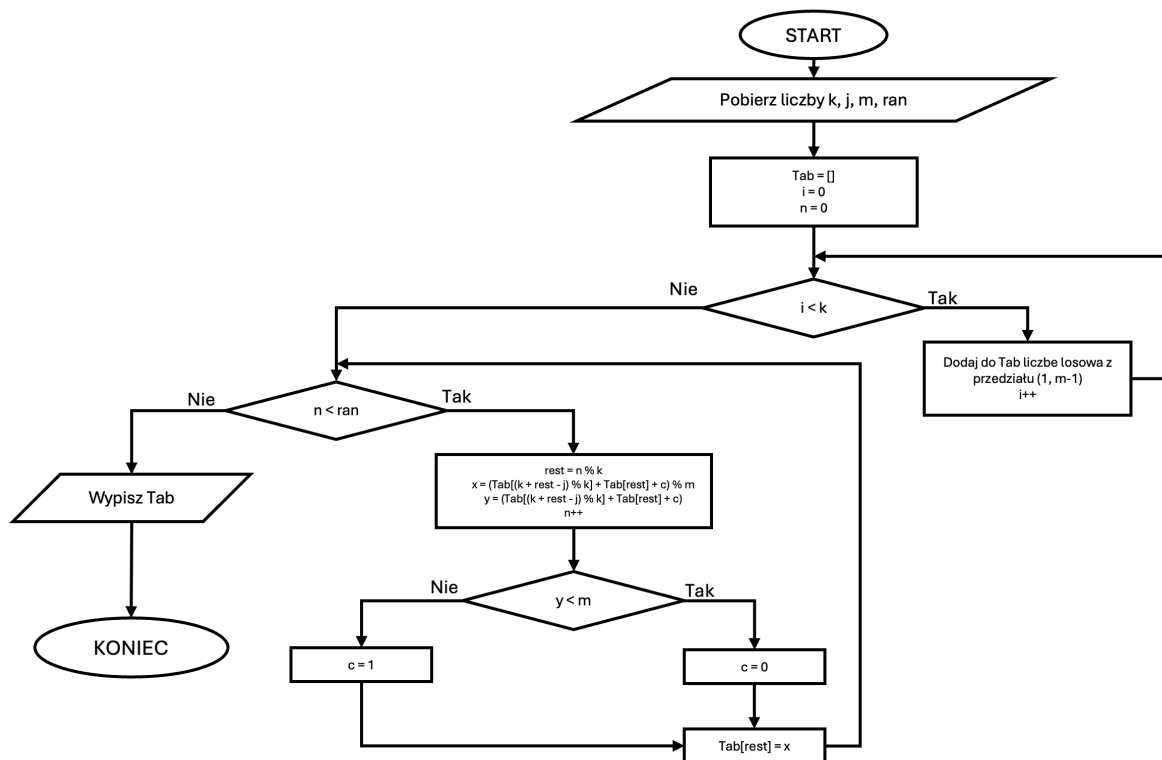 START
Pobierz liczby k, j, m, ran
Tab = []
i = 0
n = 0
i < k
Nie
Tak
Dodaj do Tab liczbe losowa z
przedziału (1, m-1)
i++
n < ran
Nie
Tak
Wypisz Tab
KONIEC
rest = n % k
x = (Tab[(k + rest - j) % k] + Tab[rest] + c) % m
y = (Tab[(k + rest - j) % k] + Tab[rest] + c)
n++
y < m
Nie
Tak
c = 1
c = 0
Tab[rest] = x